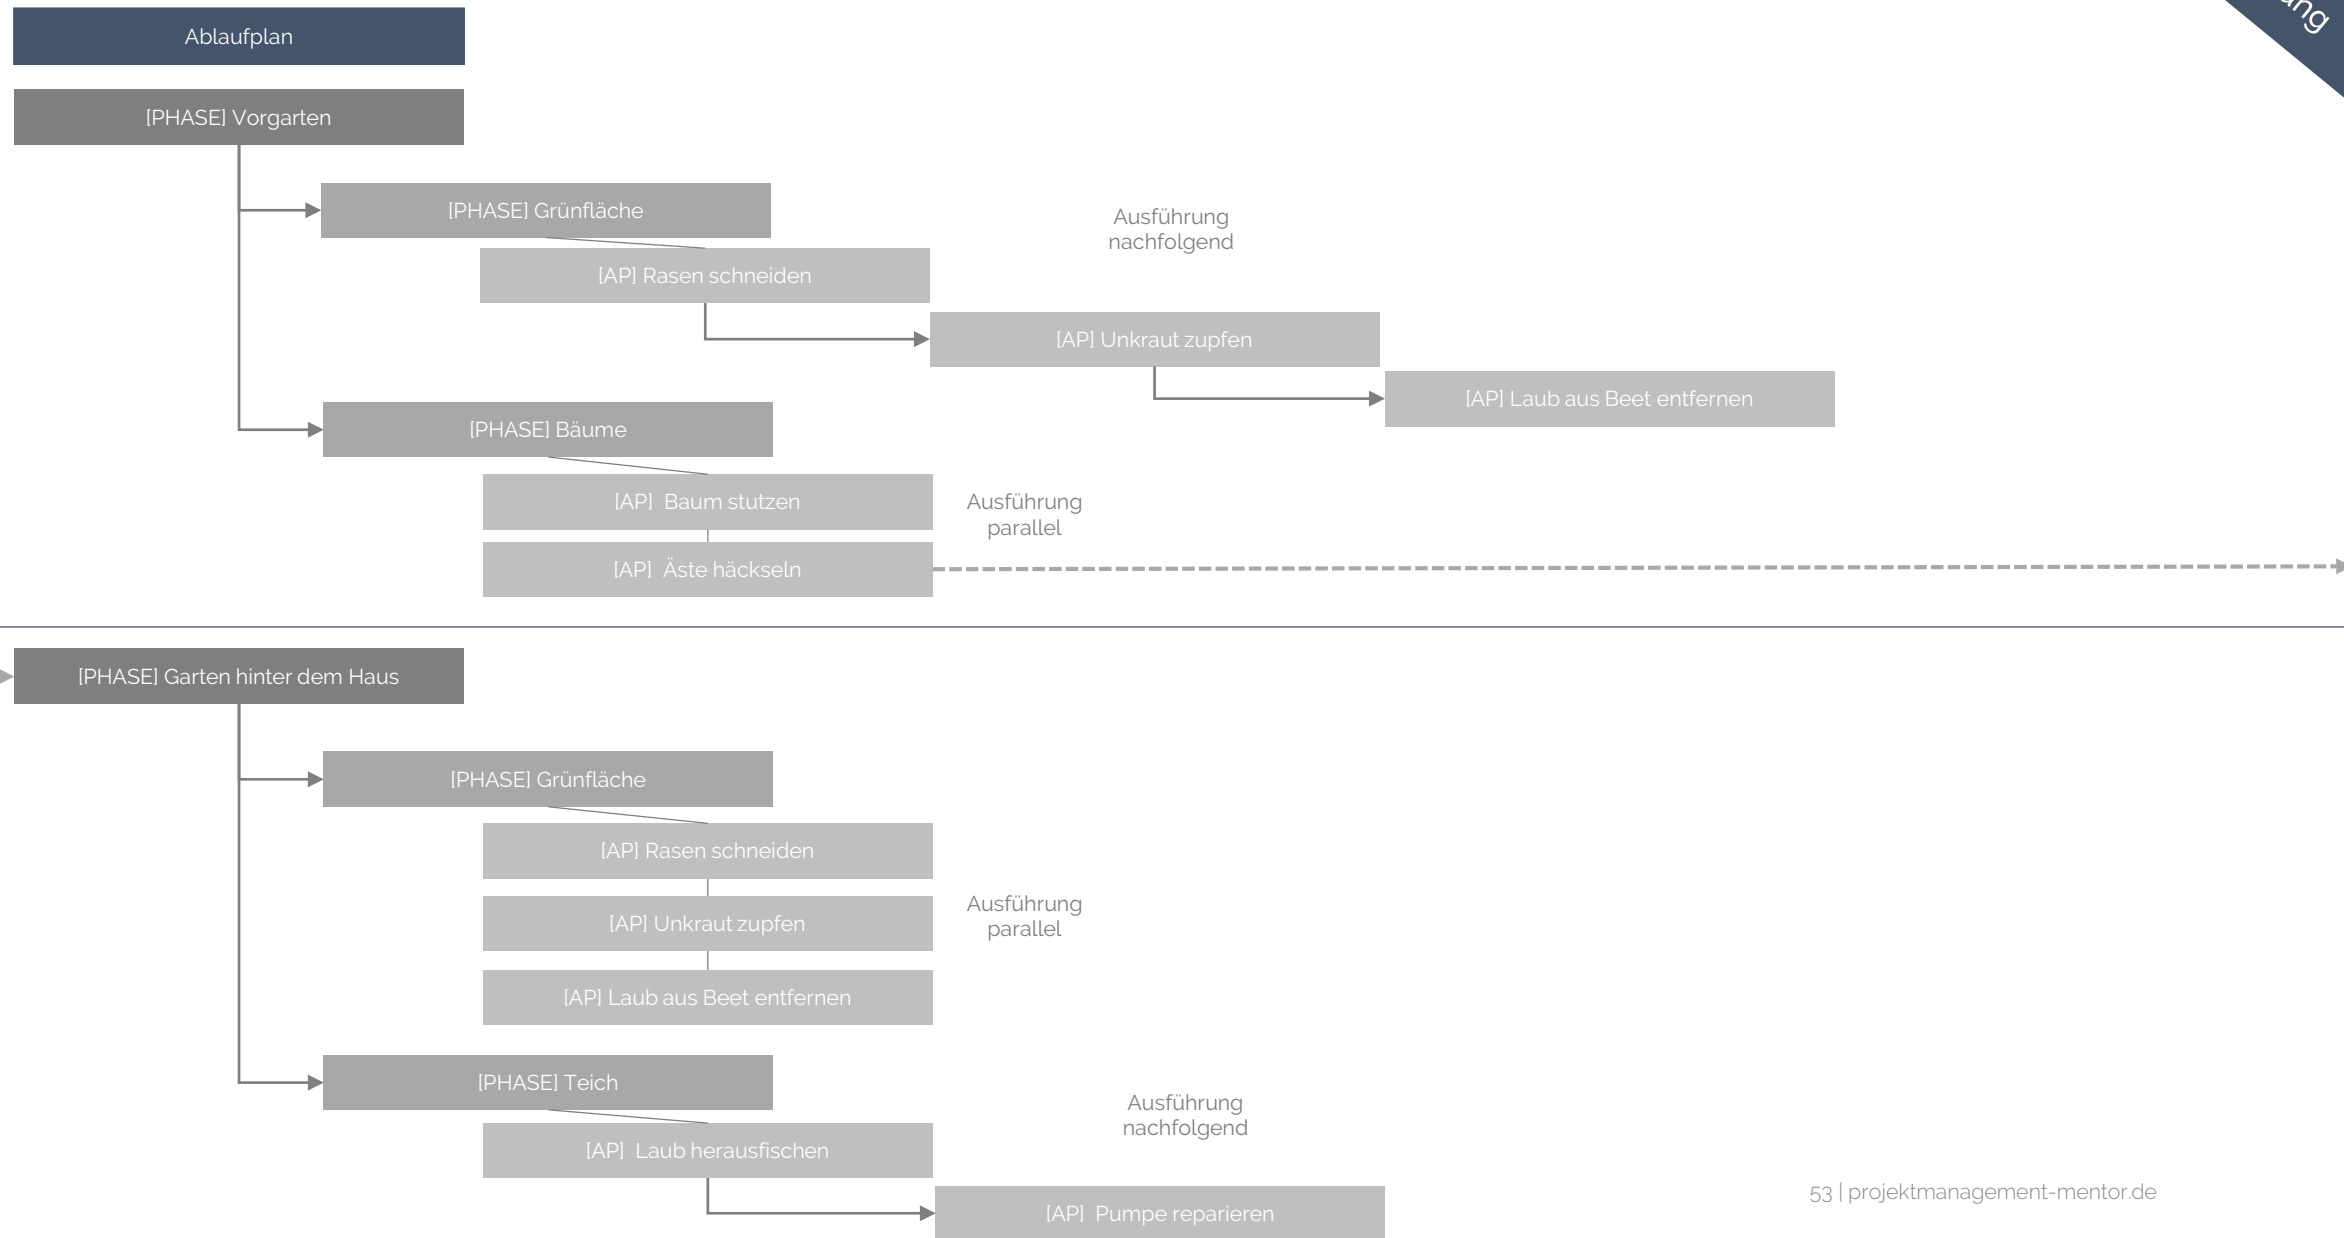 Ablaufplan
[PHASE] Vorgarten
[PHASE] Grünfläche
Ausführung
nachfolgend
[AP] Rasen schneiden
[AP] Unkraut zupfen
[AP] Laub aus Beet entfernen
[PHASE] Bäume
[AP]  Baum stutzen
Ausführung
parallel
[AP]  Äste häckseln
[PHASE] Garten hinter dem Haus
[PHASE] Grünfläche
[AP] Rasen schneiden
[AP] Unkraut zupfen
Ausführung
parallel
[AP] Laub aus Beet entfernen
[PHASE] Teich
Ausführung
nachfolgend
[AP]  Laub herausfischen
[AP]  Pumpe reparieren
53 | projektmanagement-mentor.de